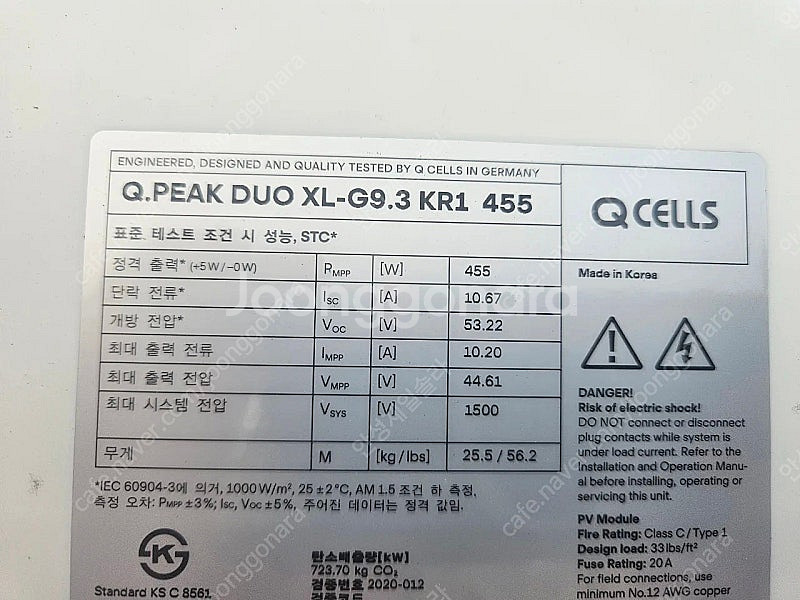 ENGINEERED, DESIGNED AND QUALITY TESTED BY Q CELLS IN GERMANY
Q.PEAK DUO XL-G9.3 KR1 455
Q CELLS
표준 테스트 조건 시 성능, STC*
Made in Korea
정격 출력* (+5W/−0W) PMPP [W] 455
단락 전류* ISC [A] 10.67
개방 전압* VOC [V] 53.22
최대 출력 전류 IMPP [A] 10.20
최대 출력 전압 VMPP [V] 44.61
최대 시스템 전압 VSYS [V] 1500
무게 M [kg/lbs] 25.5 / 56.2
*IEC 60904-3에 의거, 1000W/m², 25±2°C, AM 1.5 조건 하 측정,
측정 오차: PMPP ±3%; ISC, VOC ±5%, 주어진 데이터는 정격 값임.
DANGER!
Risk of electric shock!
DO NOT connect or disconnect
plug contacts while system is
under load current. Refer to the
Installation and Operation Manu-
al before installing, operating or
servicing this unit.
PV Module
Fire Rating: Class C / Type 1
Design load: 33lbs/ft²
Fuse Rating: 20A
For field connections, use
minimum No.12 AWG copper
Standard KS C 8561
탄소배출량[kW]
723.70 kg CO₂
검증번호 2020-012
검증코드
Joonggonara